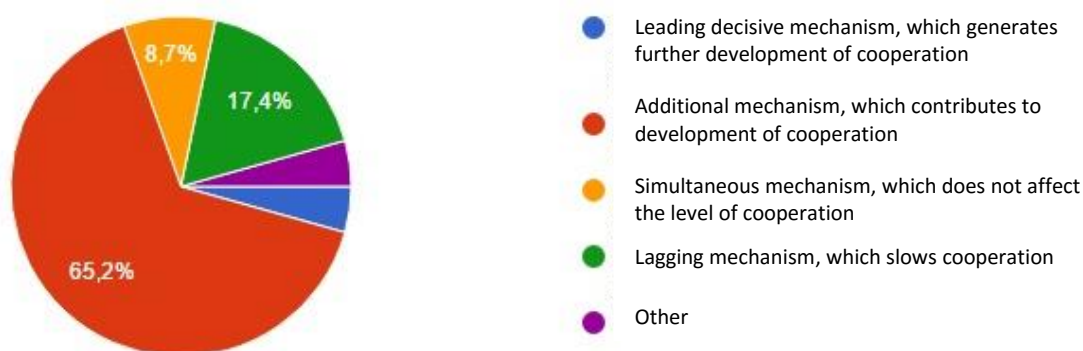 8,7%
17,4%
65,2%
Leading decisive mechanism, which generates
further development of cooperation
Additional mechanism, which contributes to
development of cooperation
Simultaneous mechanism, which does not affect
the level of cooperation
Lagging mechanism, which slows cooperation
Other